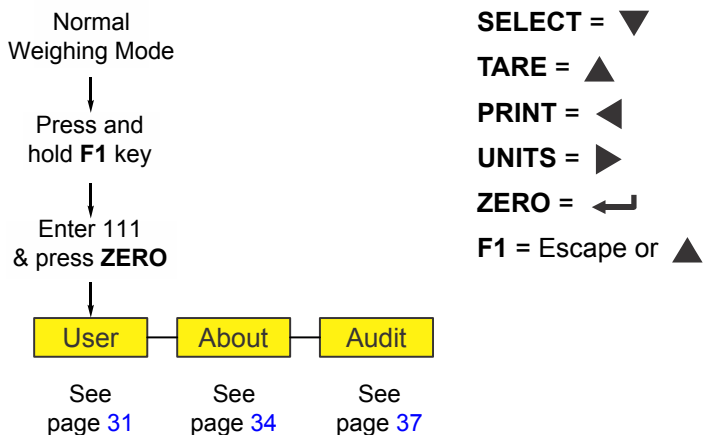 Normal
Weighing Mode
Press and
hold F1 key
Enter 111
& press ZERO
User
About
Audit
See
page 31
See
page 34
See
page 37
SELECT =
TARE =
PRINT =
UNITS =
ZERO =
F1 = Escape or